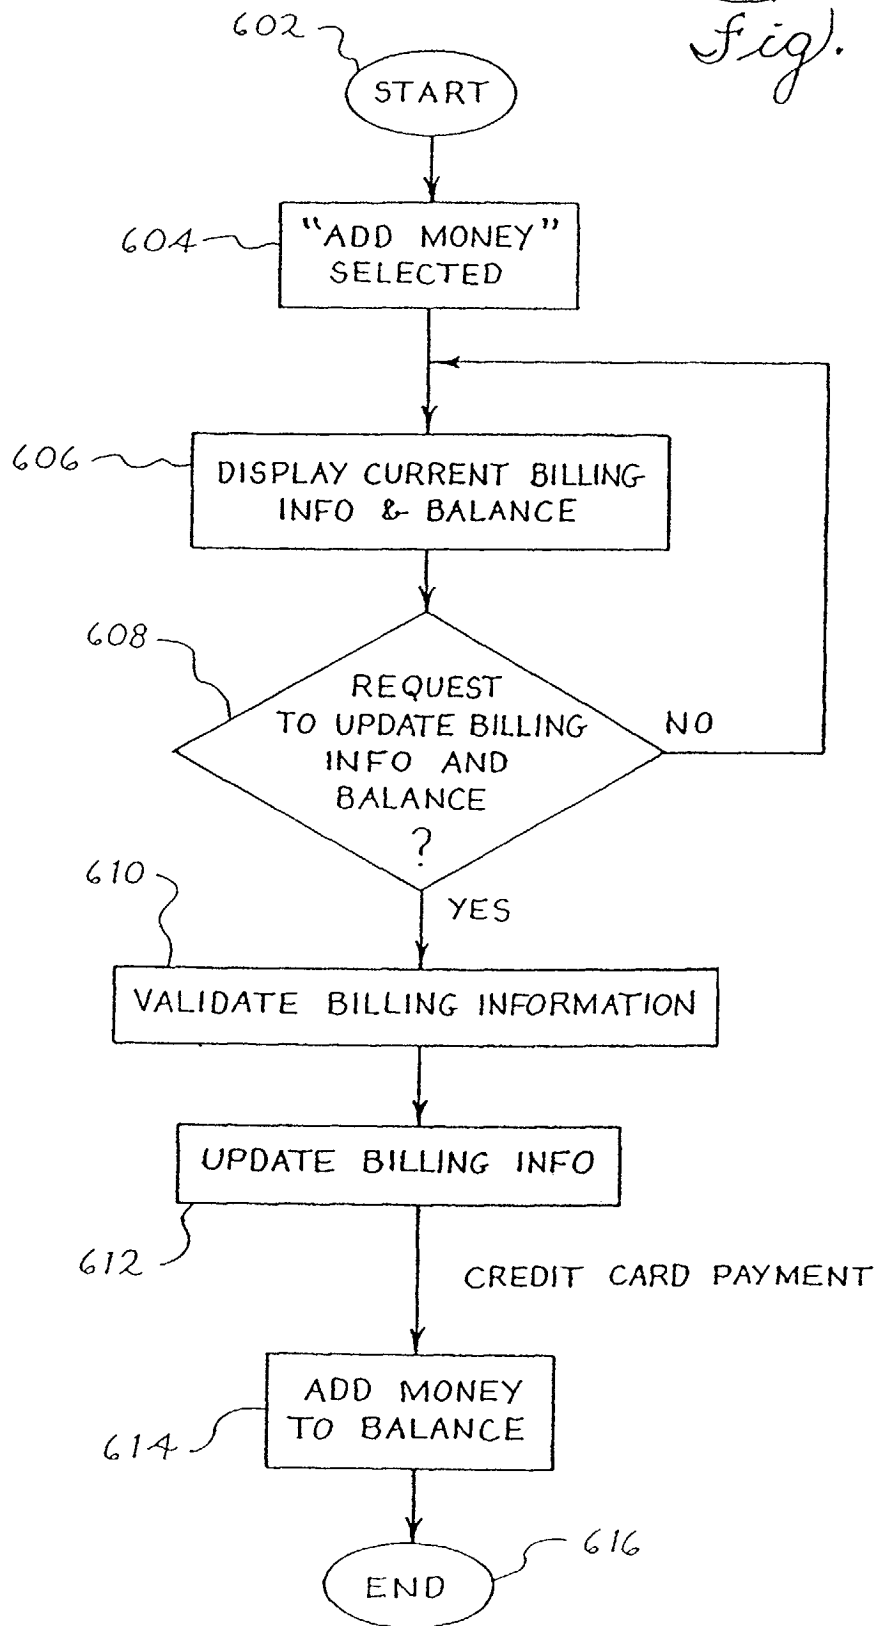 602
Fig.
START
604
“ADD MONEY”
SELECTED
606
DISPLAY CURRENT BILLING
INFO & BALANCE
608
REQUEST
TO UPDATE BILLING
INFO AND
BALANCE
?
NO
610
YES
VALIDATE BILLING INFORMATION
UPDATE BILLING INFO
612
CREDIT CARD PAYMENT
ADD MONEY
TO BALANCE
614
616
END